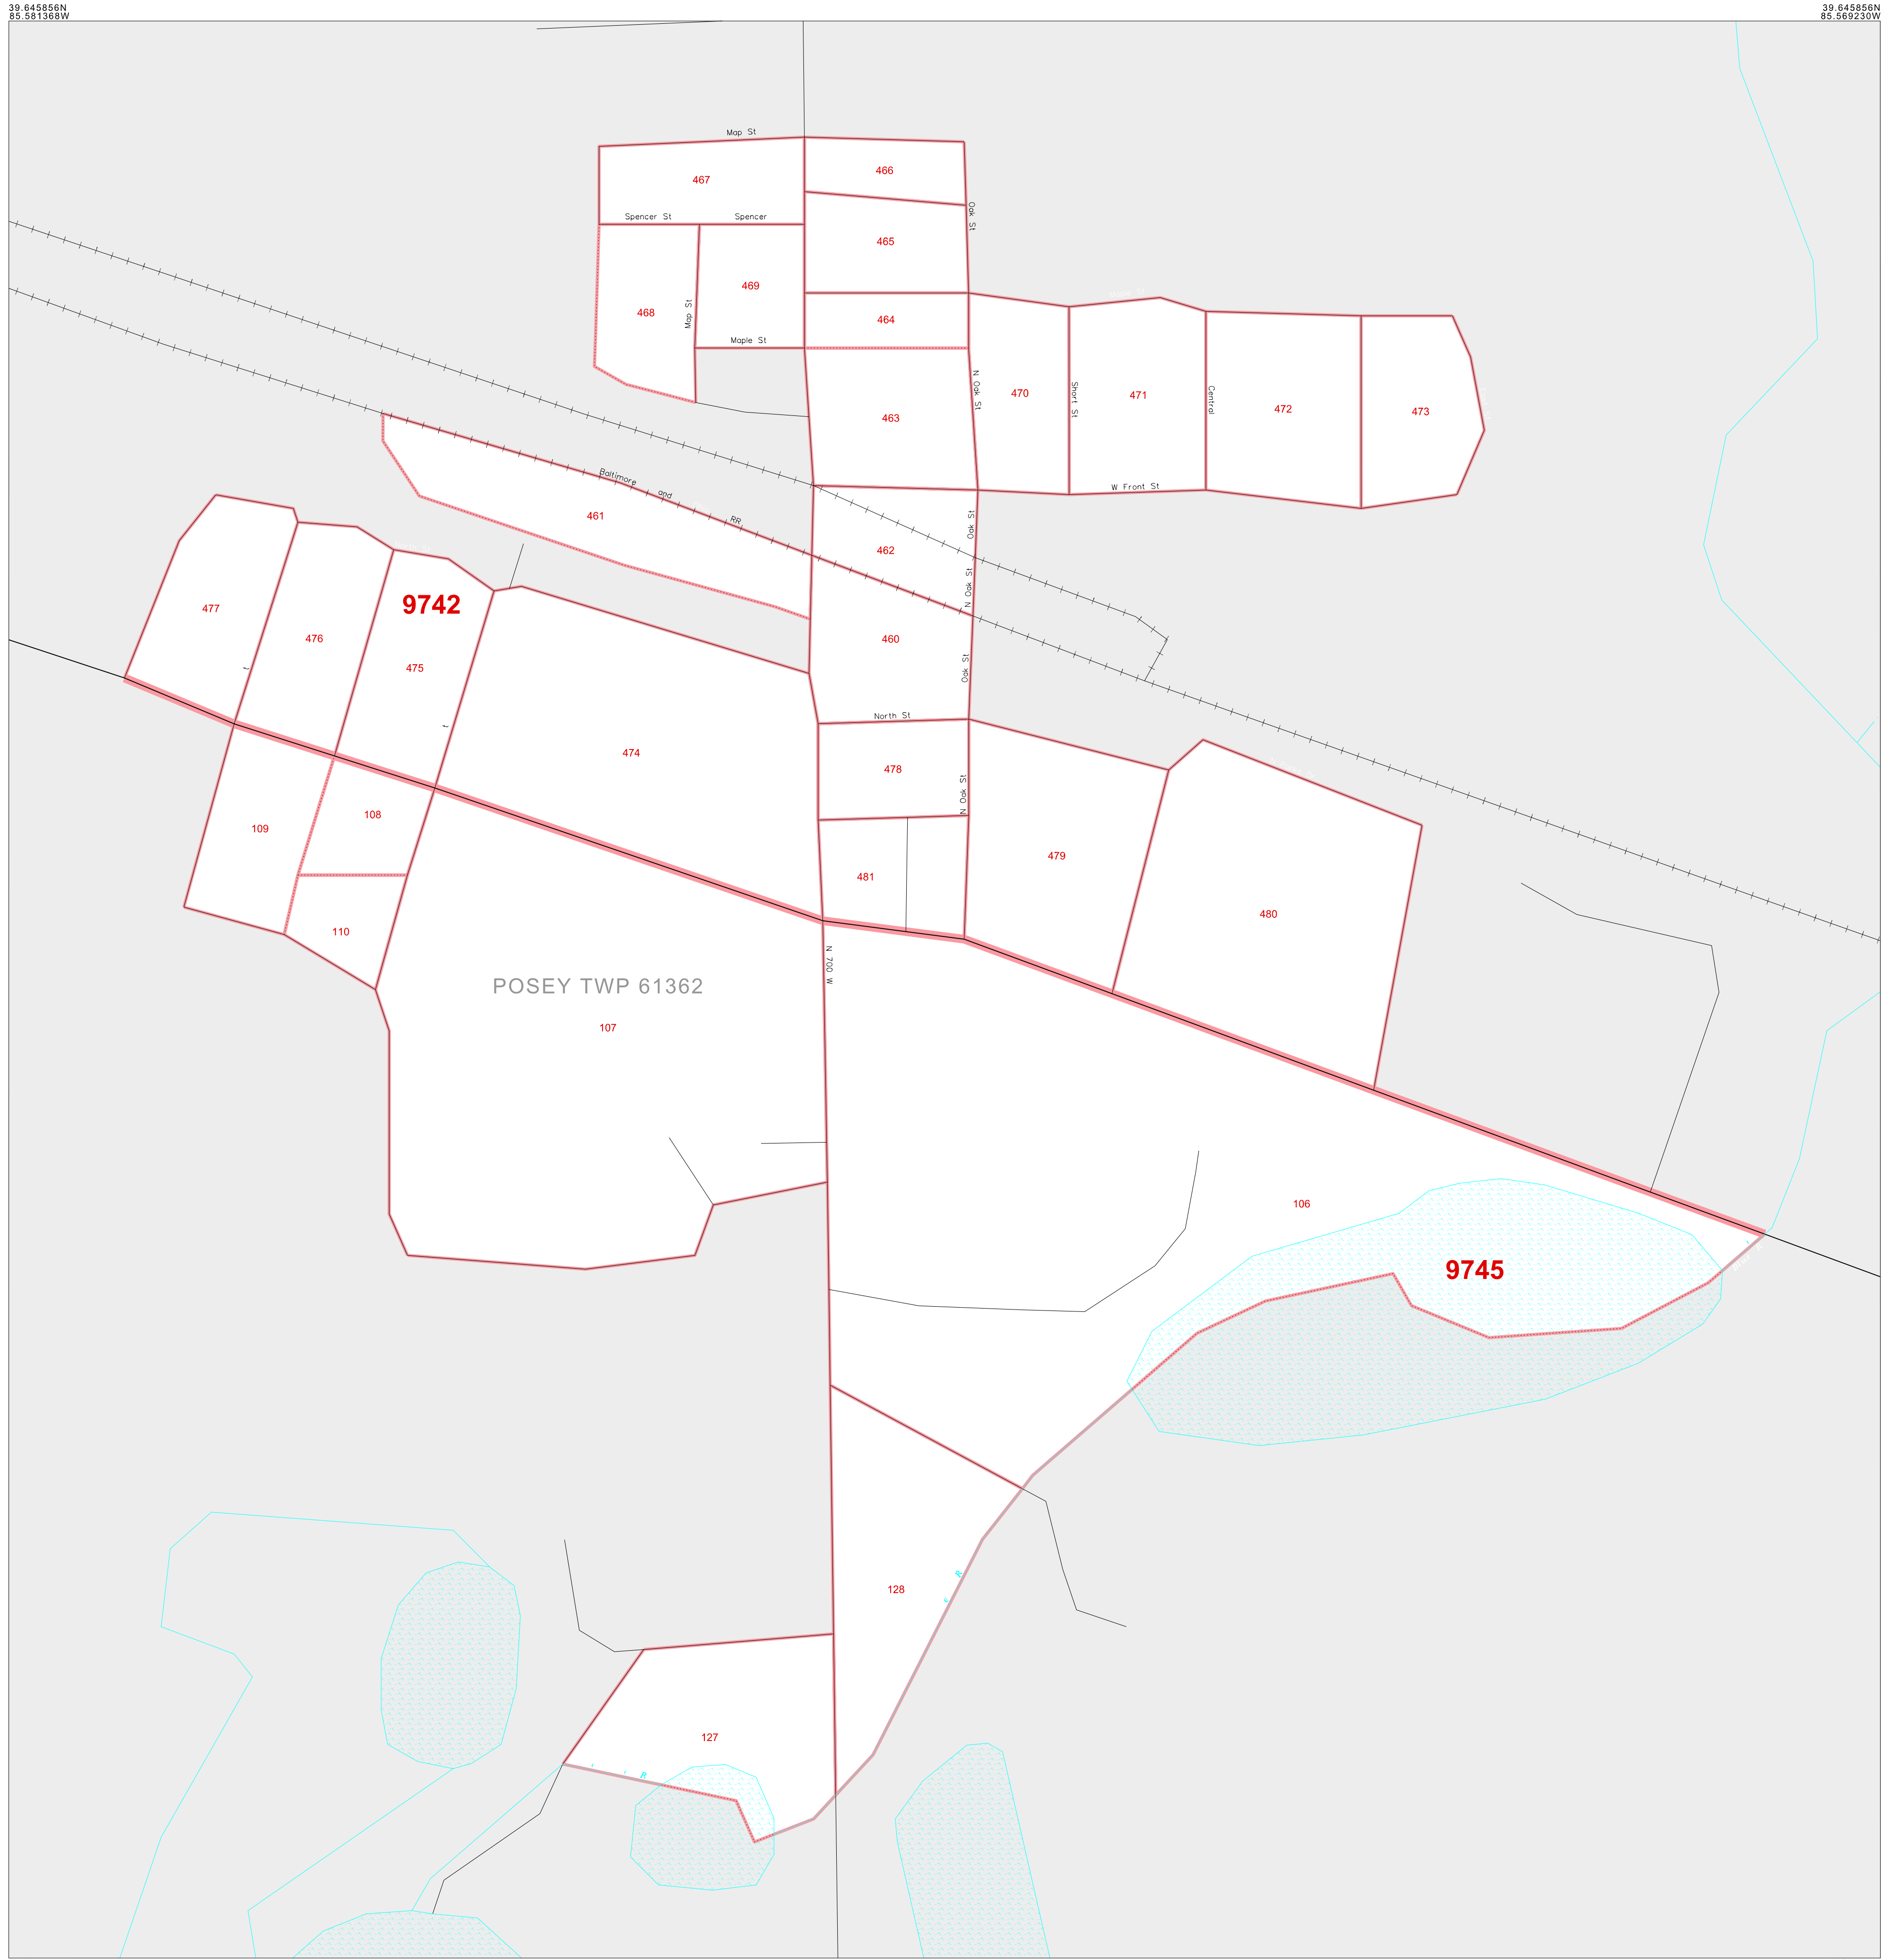 39.645856N
85.581368W
39.645856N
85.569230W
Map St
467
466
Spencer St
Spencer
Oak St
465
469
468
Map St
464
Maple St
N Oak St
463
470
Short St
471
Central
472
473
Baltimore and RR
W Front St
461
Oak St
462
477
476
9742
475
N Oak St
460
Oak St
474
North St
478
N Oak St
109
108
479
481
480
110
N 700 W
POSEY TWP 61362
107
106
9745
128
R
127
R